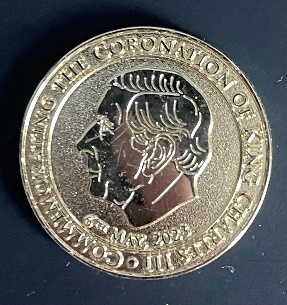 • COMMEMORATING THE CORONATION OF KING CHARLES III •
6TH MAY 2023